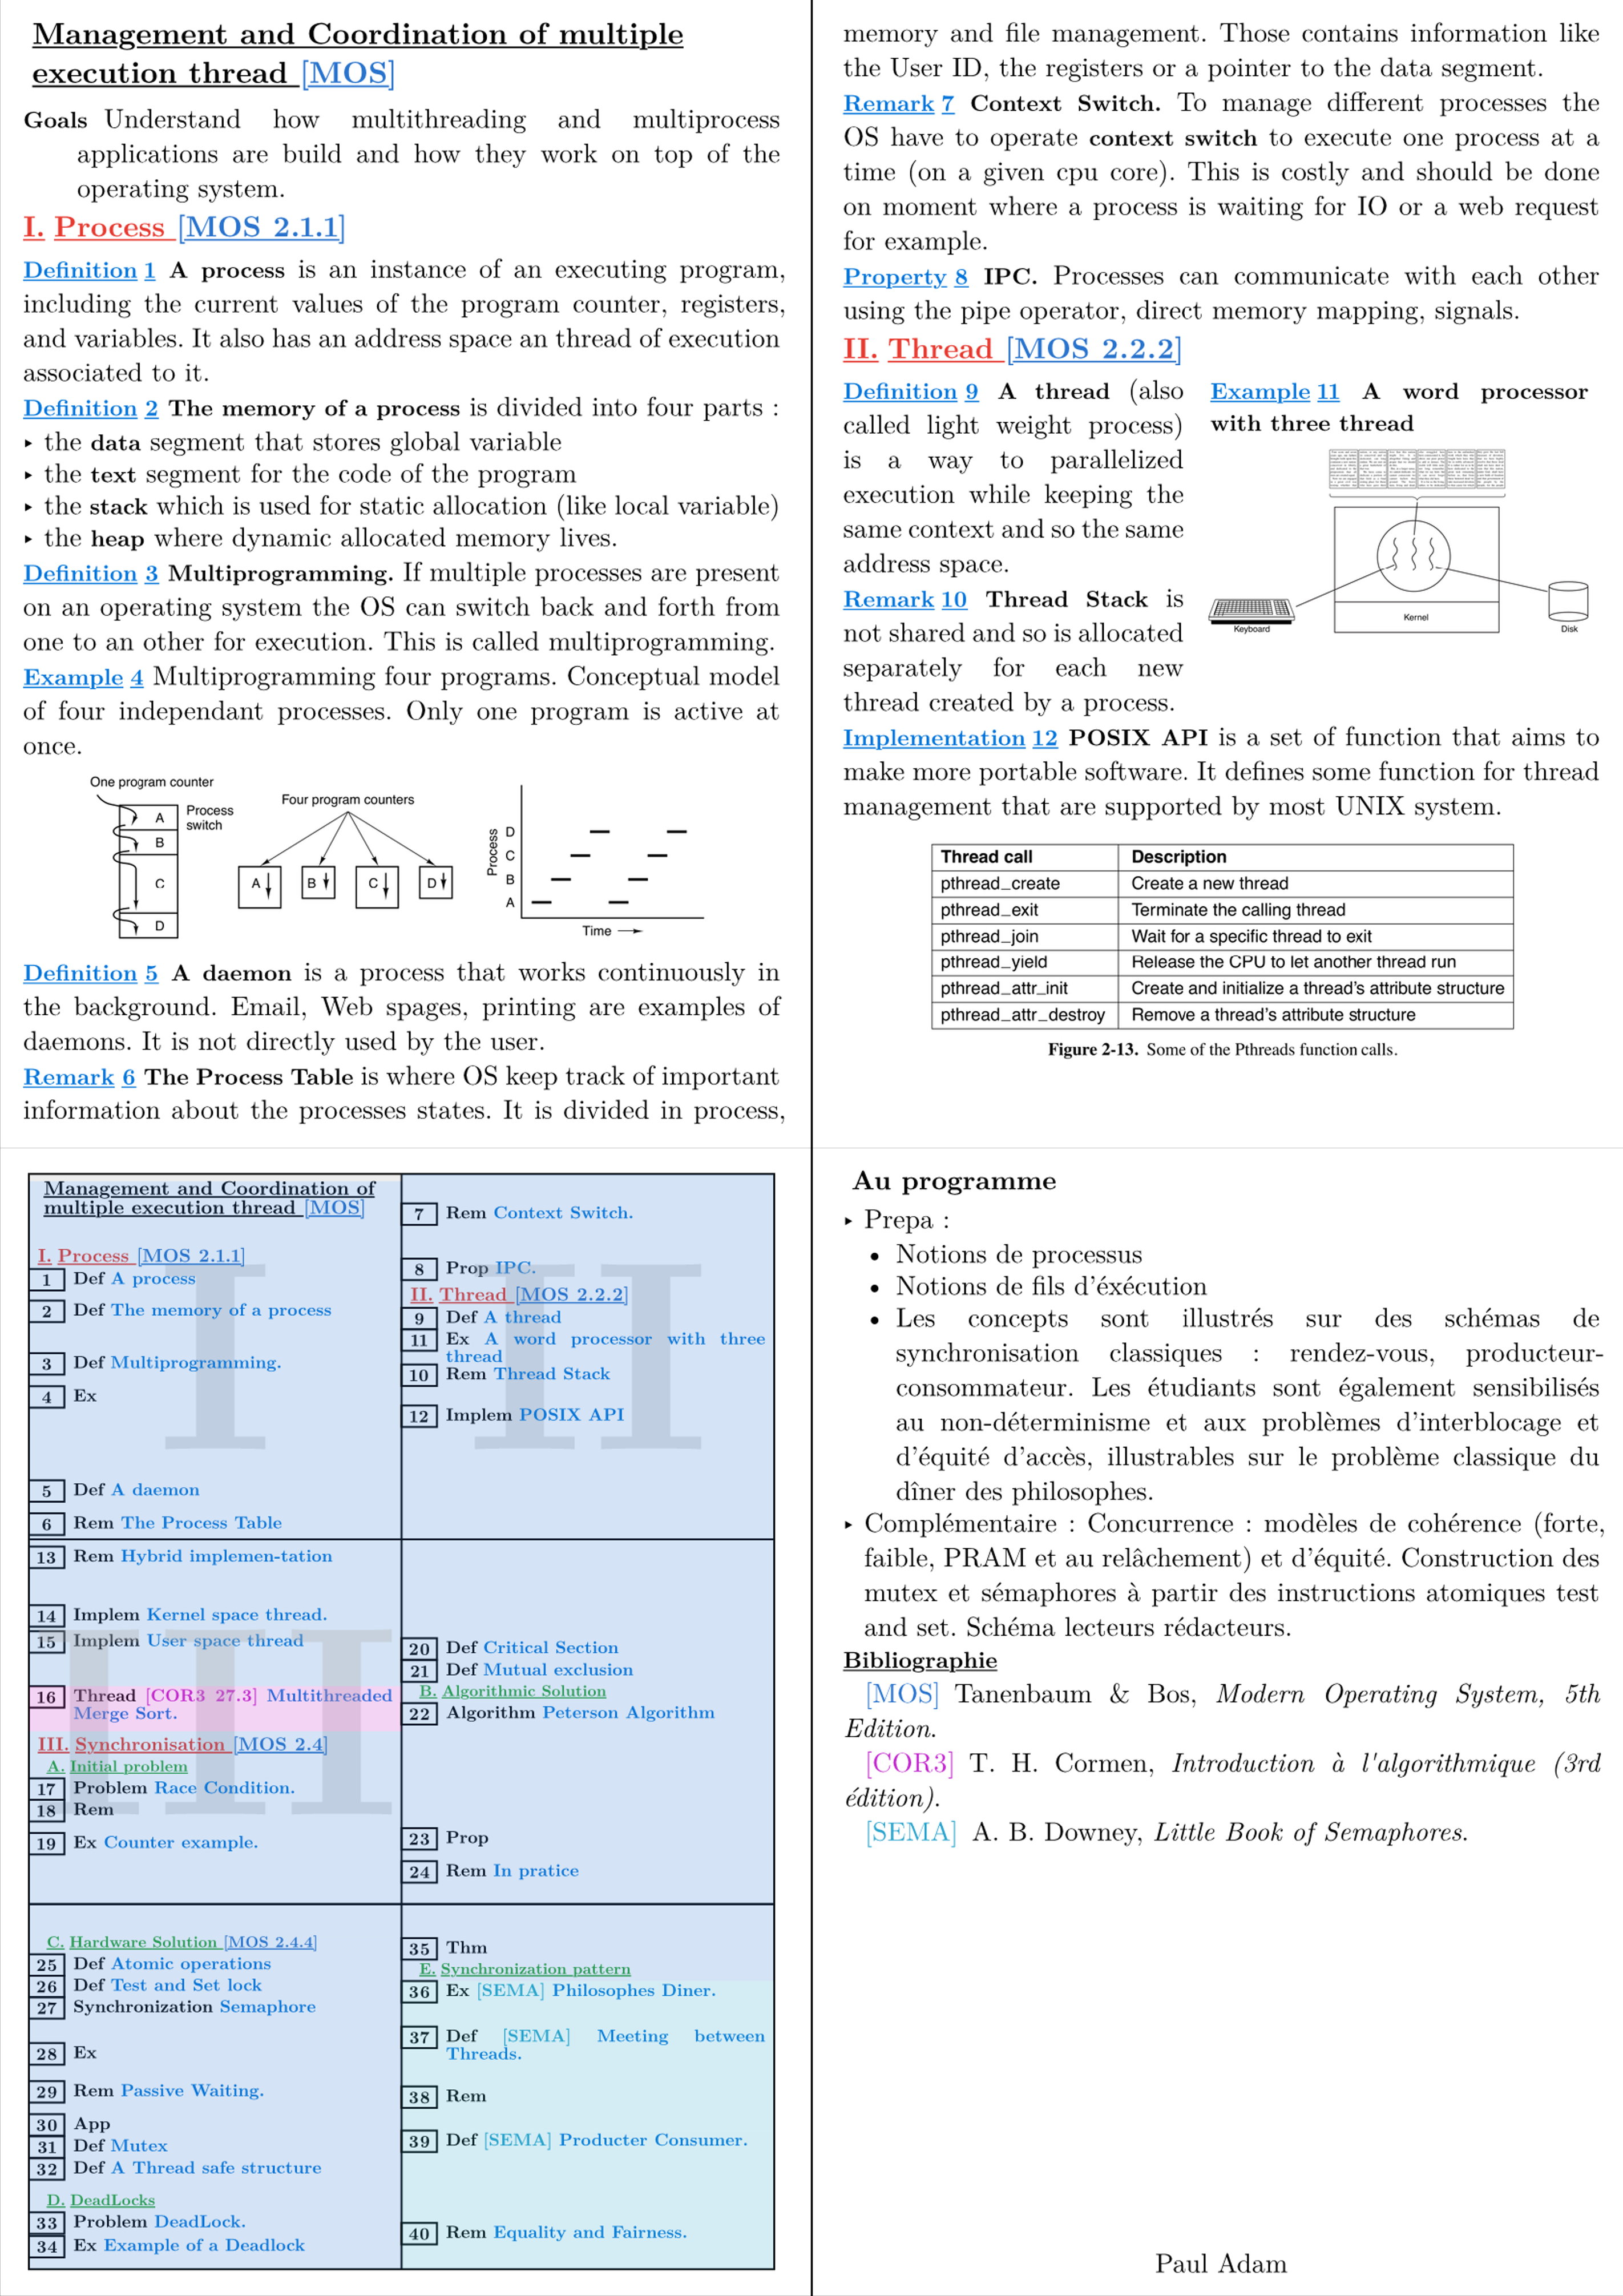 Management and Coordination of multiple
execution thread [MOS]
Goals Understand how multithreading and multiprocess
applications are build and how they work on top of the
operating system.
I. Process [MOS 2.1.1]
Definition 1 A process is an instance of an executing program,
including the current values of the program counter, registers,
and variables. It also has an address space an thread of execution
associated to it.
Definition 2 The memory of a process is divided into four parts :
‣ the data segment that stores global variable
‣ the text segment for the code of the program
‣ the stack which is used for static allocation (like local variable)
‣ the heap where dynamic allocated memory lives.
Definition 3 Multiprogramming. If multiple processes are present
on an operating system the OS can switch back and forth from
one to an other for execution. This is called multiprogramming.
Example 4 Multiprogramming four programs. Conceptual model
of four independant processes. Only one program is active at
once.
One program counter
Process
switch
A
B
C
D
Four program counters
A
B
C
D
Process
D
C
B
A
Time
Definition 5 A daemon is a process that works continuously in
the background. Email, Web spages, printing are examples of
daemons. It is not directly used by the user.
Remark 6 The Process Table is where OS keep track of important
information about the processes states. It is divided in process,
memory and file management. Those contains information like
the User ID, the registers or a pointer to the data segment.
Remark 7 Context Switch. To manage different processes the
OS have to operate context switch to execute one process at a
time (on a given cpu core). This is costly and should be done
on moment where a process is waiting for IO or a web request
for example.
Property 8 IPC. Processes can communicate with each other
using the pipe operator, direct memory mapping, signals.
II. Thread [MOS 2.2.2]
Definition 9 A thread (also
called light weight process)
is a way to parallelized
execution while keeping the
same context and so the same
address space.
Remark 10 Thread Stack is
not shared and so is allocated
separately for each new
thread created by a process.
Example 11 A word processor
with three thread
Keyboard
Kernel
Disk
Implementation 12 POSIX API is a set of function that aims to
make more portable software. It defines some function for thread
management that are supported by most UNIX system.
Thread call Description
pthread_create Create a new thread
pthread_exit Terminate the calling thread
pthread_join Wait for a specific thread to exit
pthread_yield Release the CPU to let another thread run
pthread_attr_init Create and initialize a thread's attribute structure
pthread_attr_destroy Remove a thread's attribute structure
Figure 2-13. Some of the Pthreads function calls.
Management and Coordination of
multiple execution thread [MOS]
I
I. Process [MOS 2.1.1]
1 Def A process
2 Def The memory of a process
3 Def Multiprogramming.
4 Ex
5 Def A daemon
6 Rem The Process Table
II
7 Rem Context Switch.
8 Prop IPC.
II. Thread [MOS 2.2.2]
9 Def A thread
11 Ex A word processor with three
thread
10 Rem Thread Stack
12 Implem POSIX API
III
13 Rem Hybrid implemen-tation
14 Implem Kernel space thread.
15 Implem User space thread
16 Thread [COR3 27.3] Multithreaded
Merge Sort.
III. Synchronisation [MOS 2.4]
A. Initial problem
17 Problem Race Condition.
18 Rem
19 Ex Counter example.
20 Def Critical Section
21 Def Mutual exclusion
B. Algorithmic Solution
22 Algorithm Peterson Algorithm
23 Prop
24 Rem In pratice
C. Hardware Solution [MOS 2.4.4]
25 Def Atomic operations
26 Def Test and Set lock
27 Synchronization Semaphore
28 Ex
29 Rem Passive Waiting.
30 App
31 Def Mutex
32 Def A Thread safe structure
D. DeadLocks
33 Problem DeadLock.
34 Ex Example of a Deadlock
35 Thm
E. Synchronization pattern
36 Ex [SEMA] Philosophes Diner.
37 Def [SEMA] Meeting between
Threads.
38 Rem
39 Def [SEMA] Producter Consumer.
40 Rem Equality and Fairness.
Au programme
‣ Prepa :
• Notions de processus
• Notions de fils d'éxécution
• Les concepts sont illustrés sur des schémas de
synchronisation classiques : rendez-vous, producteur-
consommateur. Les étudiants sont également sensibilisés
au non-déterminisme et aux problèmes d'interblocage et
d'équité d'accès, illustrables sur le problème classique du
dîner des philosophes.
‣ Complémentaire : Concurrence : modèles de cohérence (forte,
faible, PRAM et au relâchement) et d'équité. Construction des
mutex et sémaphores à partir des instructions atomiques test
and set. Schéma lecteurs rédacteurs.
Bibliographie
[MOS] Tanenbaum & Bos, Modern Operating System, 5th
Edition.
[COR3] T. H. Cormen, Introduction à l'algorithmique (3rd
édition).
[SEMA] A. B. Downey, Little Book of Semaphores.
Paul Adam